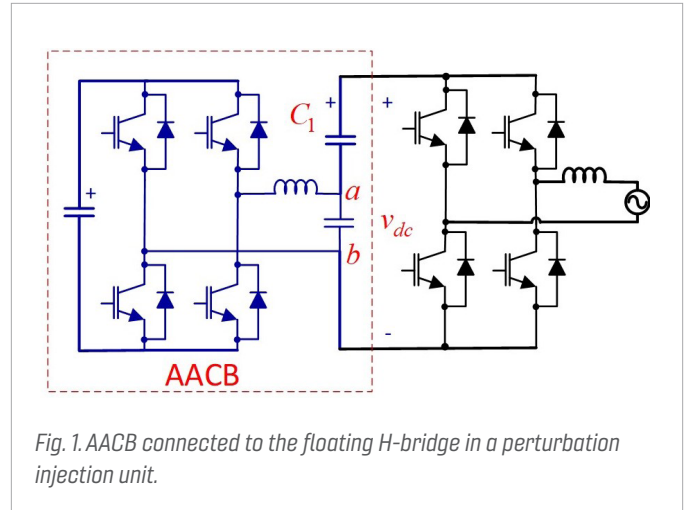 +
+
+
C1
a
vdc
b
-
AACB
Fig. 1. AACB connected to the floating H-bridge in a perturbation
injection unit.